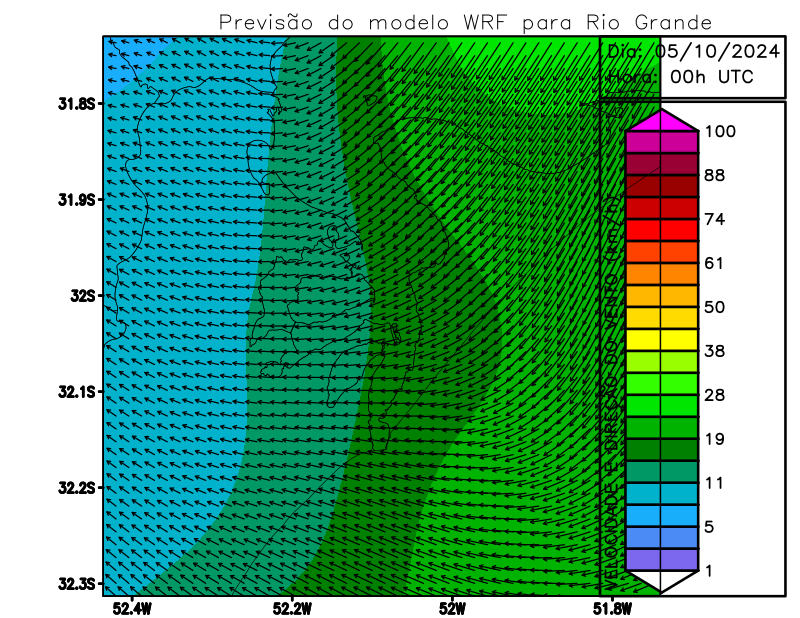 Previsão do modelo WRF para Rio Grande
Dia: 05/10/2024
Hora: 00h UTC
31.8S
31.9S
32S
32.1S
32.2S
32.3S
52.4W
52.2W
52W
51.8W
VELOCIDADE E DIREÇÃO DO VENTO (km/h)
100
88
74
61
50
38
28
19
11
5
1